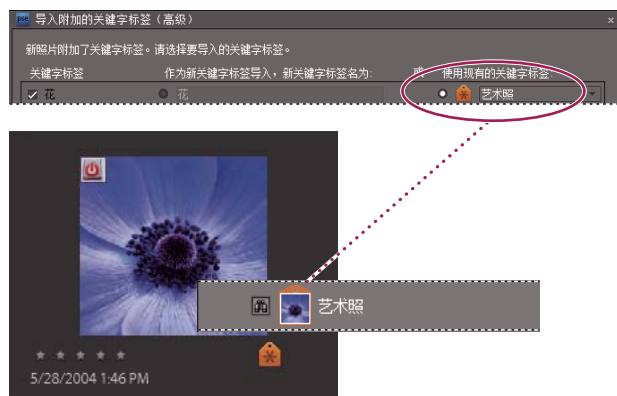 pse 导入附加的关键字标签（高级） x
新照片附加了关键字标签。请选择要导入的关键字标签。
关键字标签 作为新关键字标签导入，新关键字标签名为: 或 使用现有的关键字标签:
花 花 艺术照
艺术照
5/28/2004 1:46 PM